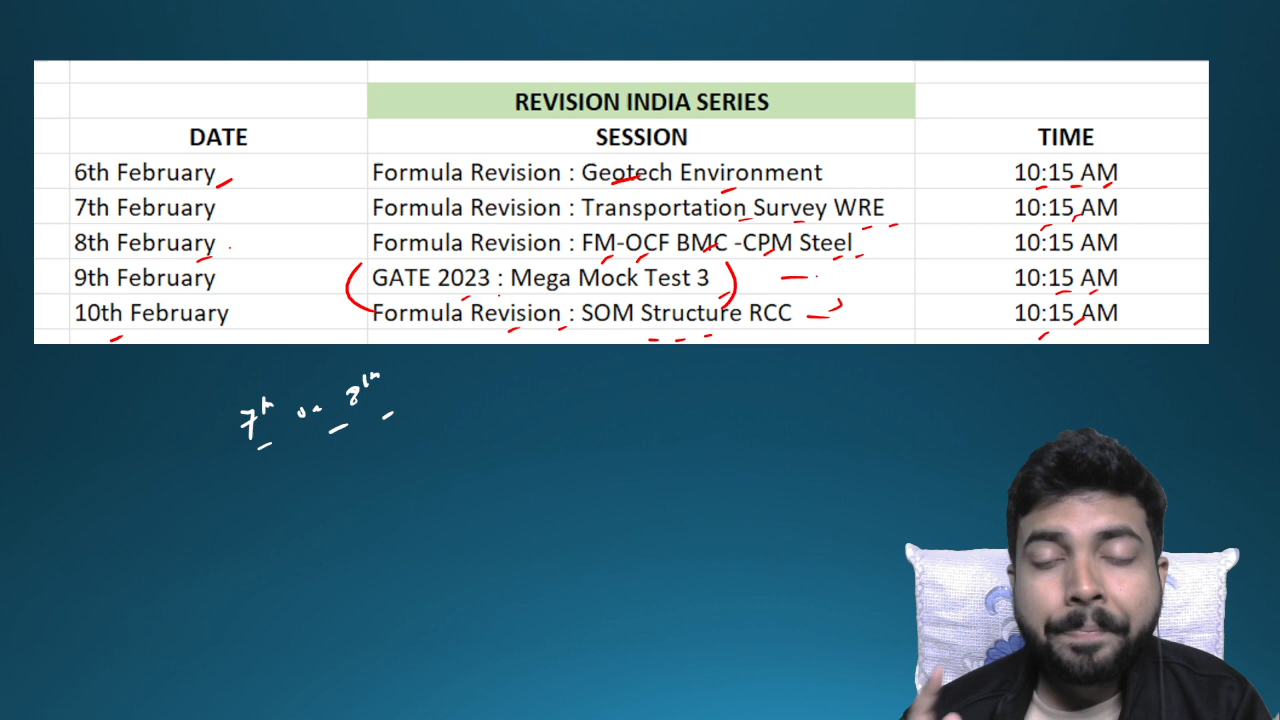 REVISION INDIA SERIES
DATE SESSION TIME
6th February Formula Revision : Geotech Environment 10:15 AM
7th February Formula Revision : Transportation Survey WRE 10:15 AM
8th February Formula Revision : FM-OCF BMC -CPM Steel 10:15 AM
9th February GATE 2023 : Mega Mock Test 3 10:15 AM
10th February Formula Revision : SOM Structure RCC 10:15 AM
7th or 8th